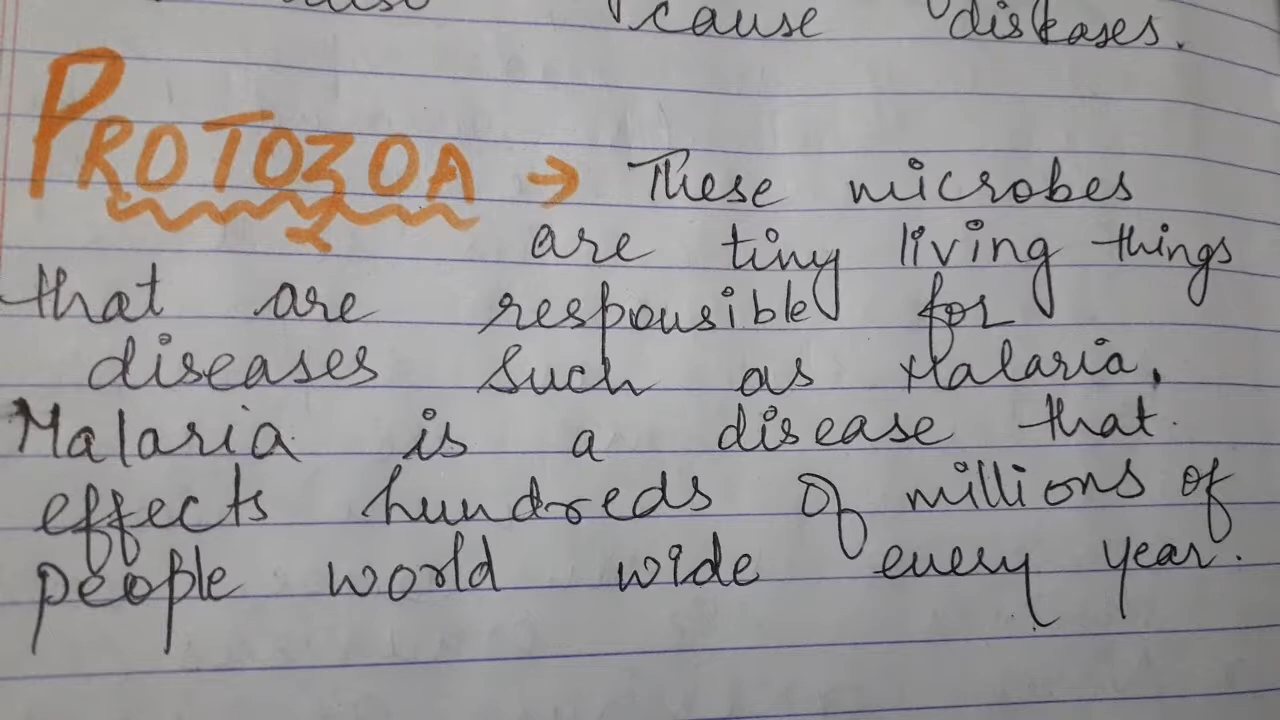 cause diseases.
PROTOZOA → These microbes
are tiny living things
that are responsible for
diseases such as Malaria.
Malaria is a disease that
effects hundreds of millions of
people world wide every year.